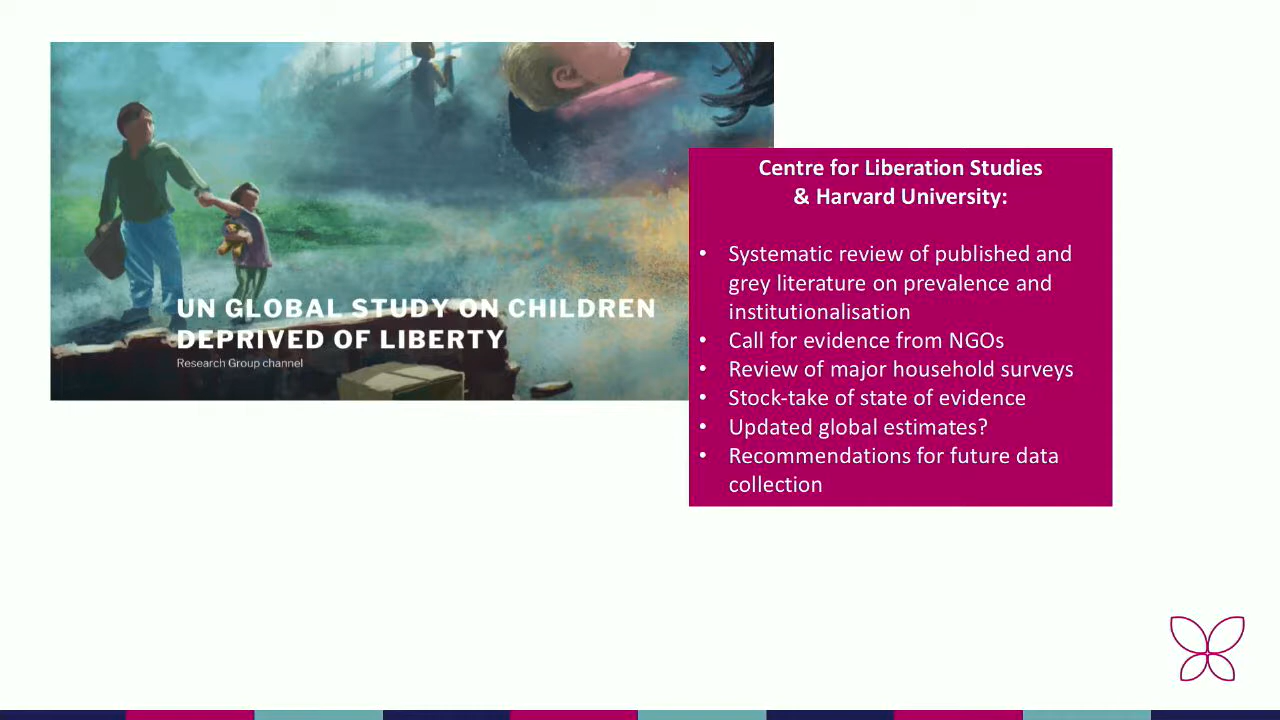 UN GLOBAL STUDY ON CHILDREN
DEPRIVED OF LIBERTY
Research Group channel
Centre for Liberation Studies
& Harvard University:
• Systematic review of published and
grey literature on prevalence and
institutionalisation
• Call for evidence from NGOs
• Review of major household surveys
• Stock-take of state of evidence
• Updated global estimates?
• Recommendations for future data
collection